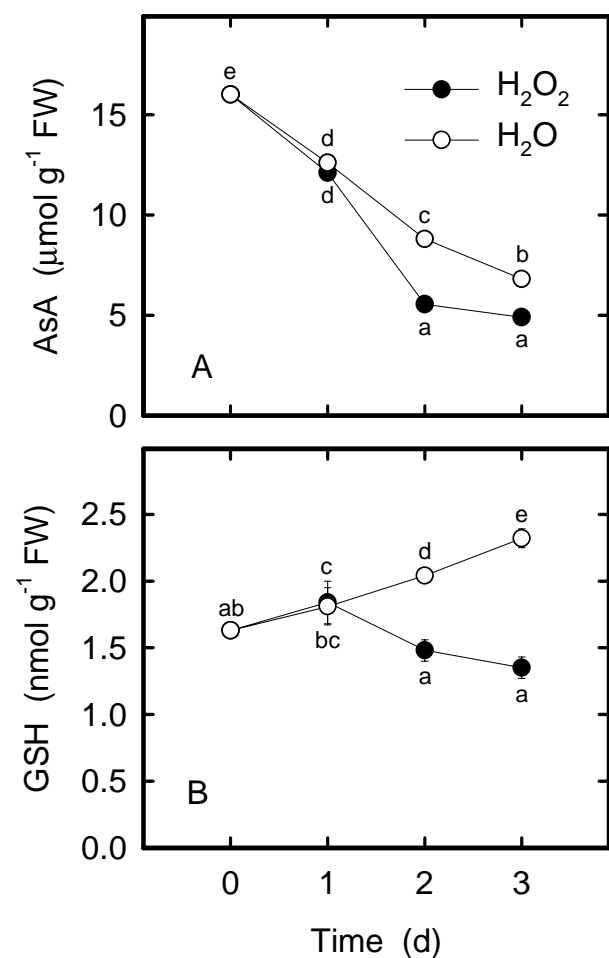 e
H₂O₂
15
H₂O
d
d
AsA (μmol g⁻¹ FW)
10
c
b
5
a
a
A
0
2.5
e
d
GSH (nmol g⁻¹ FW)
2.0
c
ab
bc
1.5
a
a
1.0
0.5
B
0.0
0 1 2 3
Time (d)